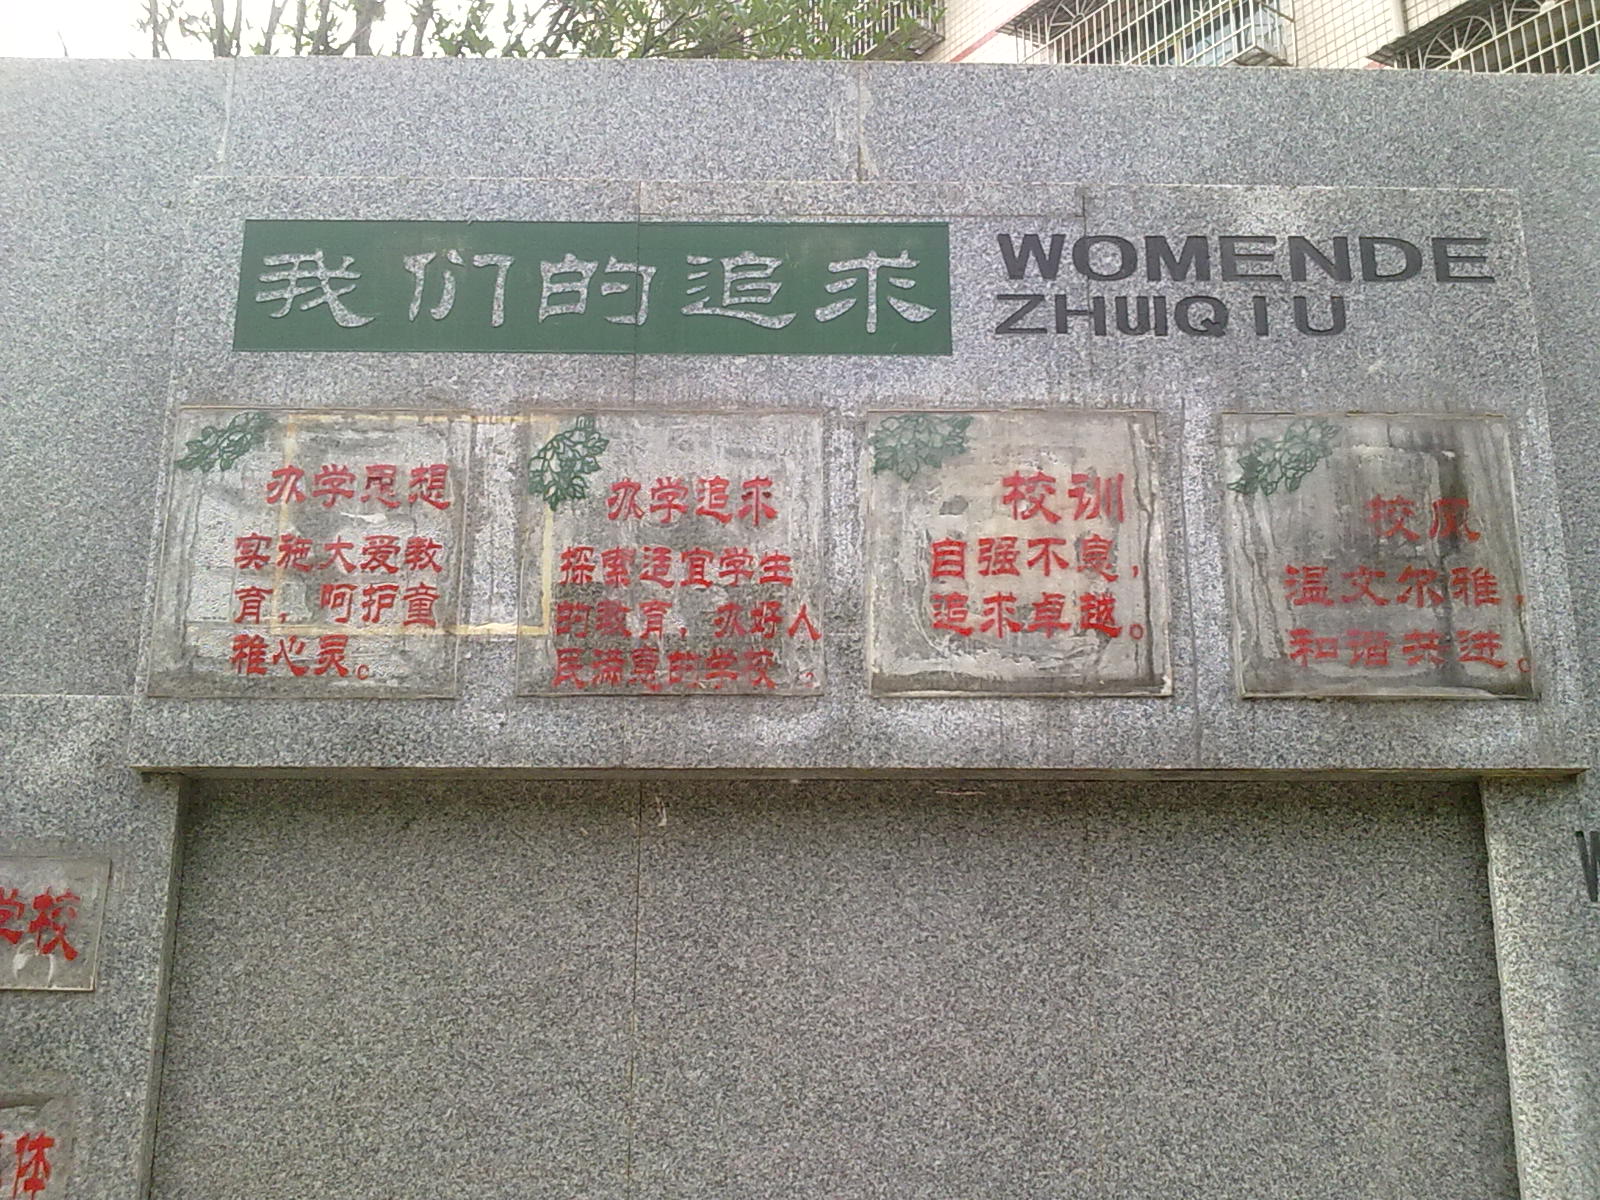 我们的追求
WOMENDE
ZHUIQIU
办学思想
实施大爱教
育，呵护童
稚心灵。
办学追求
探索适宜学生
的教育，办好人
民满意的学校。
校训
自强不息，
追求卓越。
校风
温文尔雅，
和谐共进。
学校
体